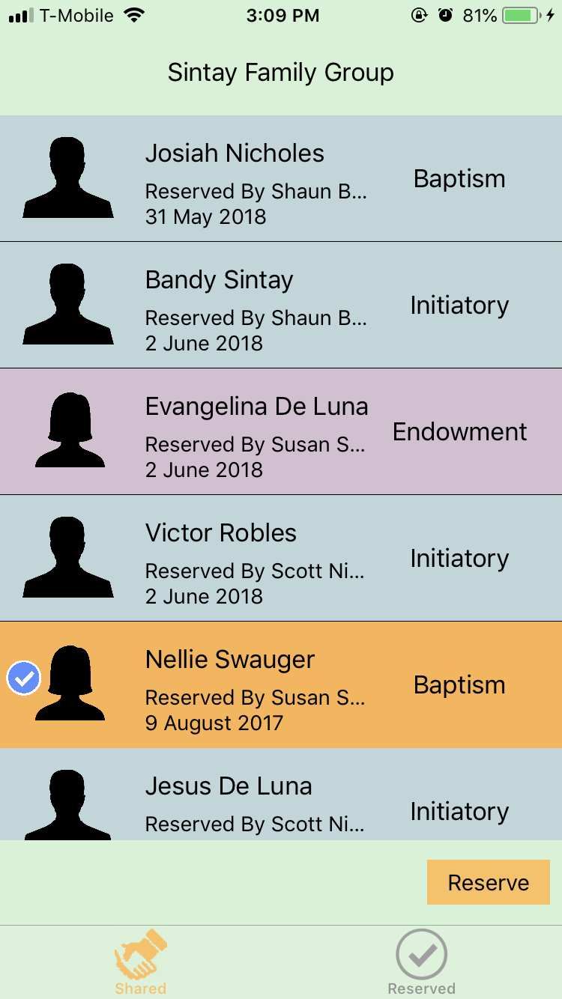 T-Mobile 3:09 PM 81%
Sintay Family Group
Josiah Nicholes
Baptism
Reserved By Shaun B...
31 May 2018
Bandy Sintay
Initiatory
Reserved By Shaun B...
2 June 2018
Evangelina De Luna
Endowment
Reserved By Susan S...
2 June 2018
Victor Robles
Initiatory
Reserved By Scott Ni...
2 June 2018
Nellie Swauger
Baptism
Reserved By Susan S...
9 August 2017
Jesus De Luna
Initiatory
Reserved By Scott Ni...
Reserve
Shared Reserved